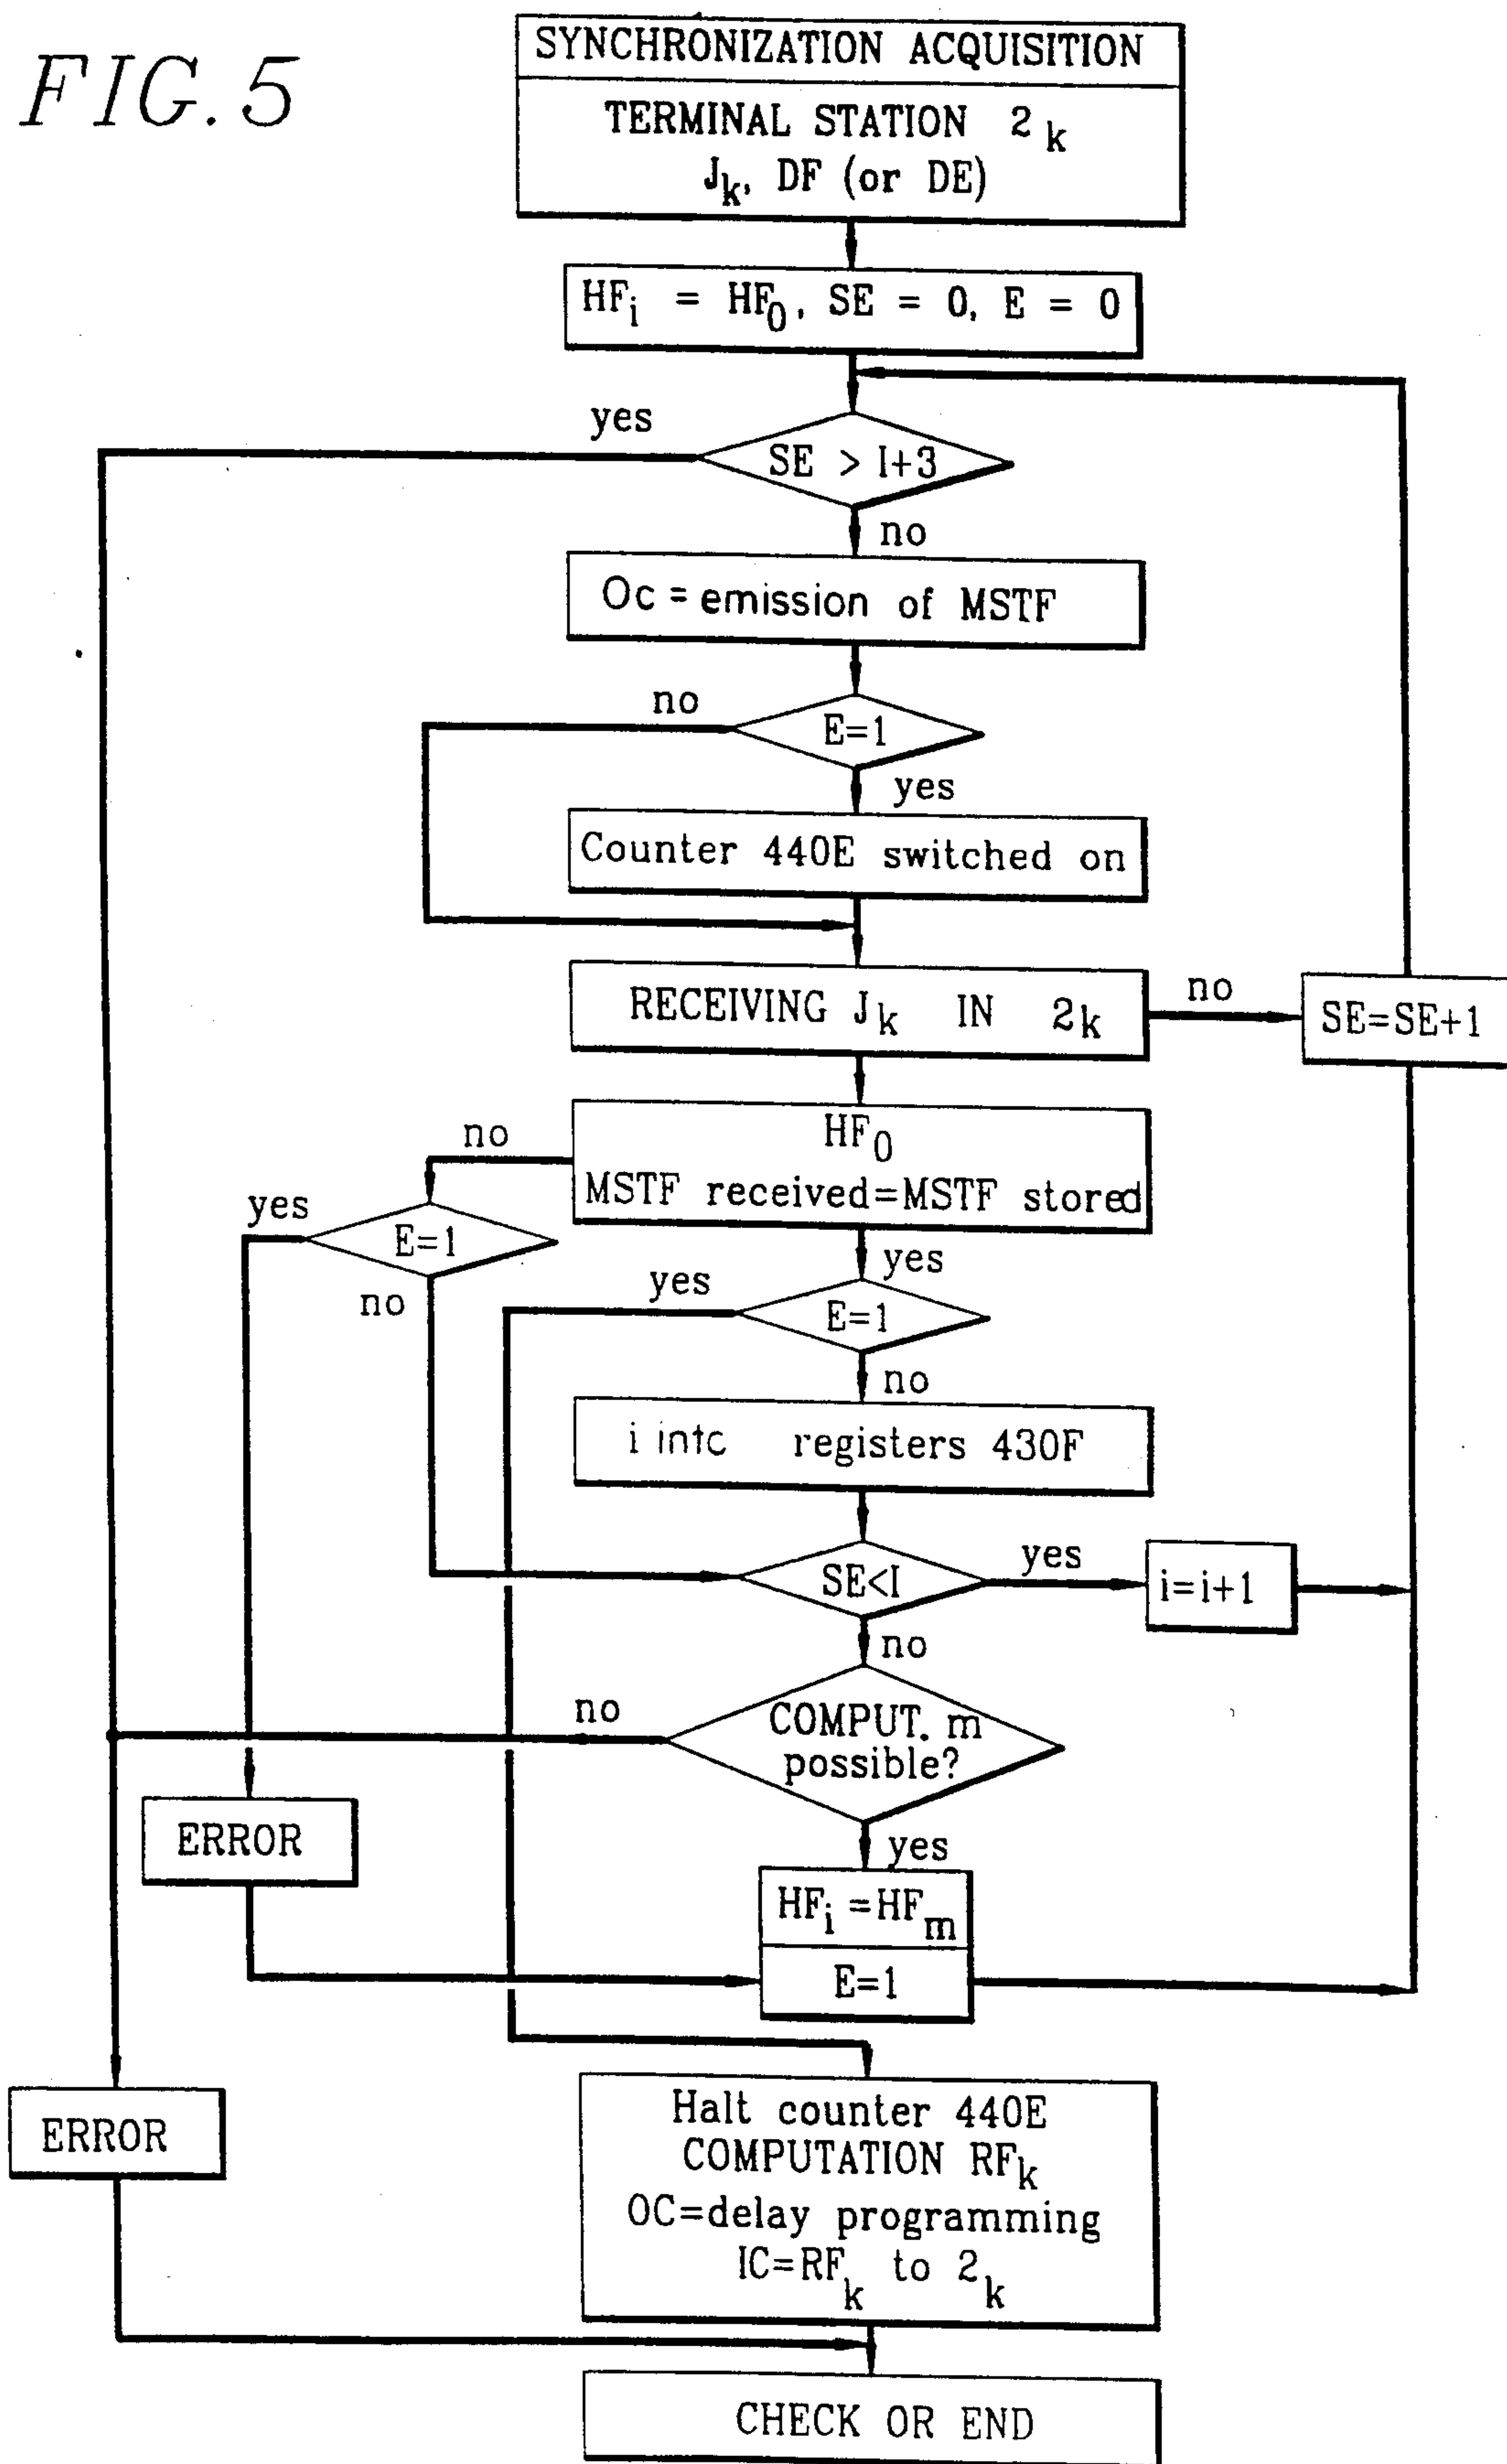 FIG. 5
SYNCHRONIZATION ACQUISITION
TERMINAL STATION 2k
Jk, DF (or DE)
HFi = HF0, SE = 0, E = 0
yes
SE > I+3
no
Oc = emission of MSTF
no
E=1
yes
Counter 440E switched on
RECEIVING Jk IN 2k
no
SE=SE+1
no
HF0
MSTF received=MSTF stored
yes
E=1
no
yes
yes
E=1
no
i intc registers 430F
SE<I
yes
i=i+1
no
no
COMPUT. m
possible?
yes
ERROR
HFi =HFm
E=1
ERROR
Halt counter 440E
COMPUTATION RFk
OC=delay programming
IC=RFk to 2k
CHECK OR END